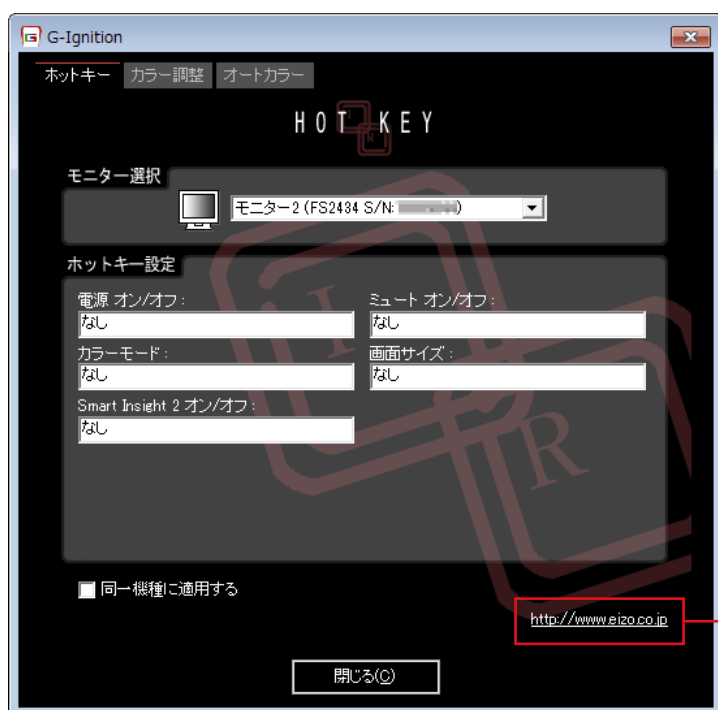 G-Ignition
ホットキー カラー調整 オートカラー
HOT KEY
モニター選択
モニター2 (FS2434 S/N: )
ホットキー設定
電源 オン/オフ : ミュート オン/オフ :
なし なし
カラーモード : 画面サイズ :
なし なし
Smart Insight 2 オン/オフ :
なし
同一機種に適用する
http://www.eizo.co.jp
閉じる(C)